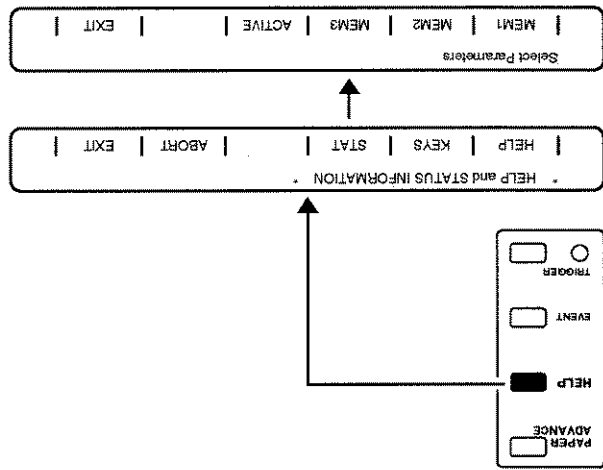 PAPER
ADVANCE
HELP
EVENT
TRIGGER
* HELP and STATUS INFORMATION *
HELP | KEYS | STAT | | ABORT | EXIT |
Select Parameters
MEM1 | MEM2 | MEM3 | ACTIVE | | EXIT |